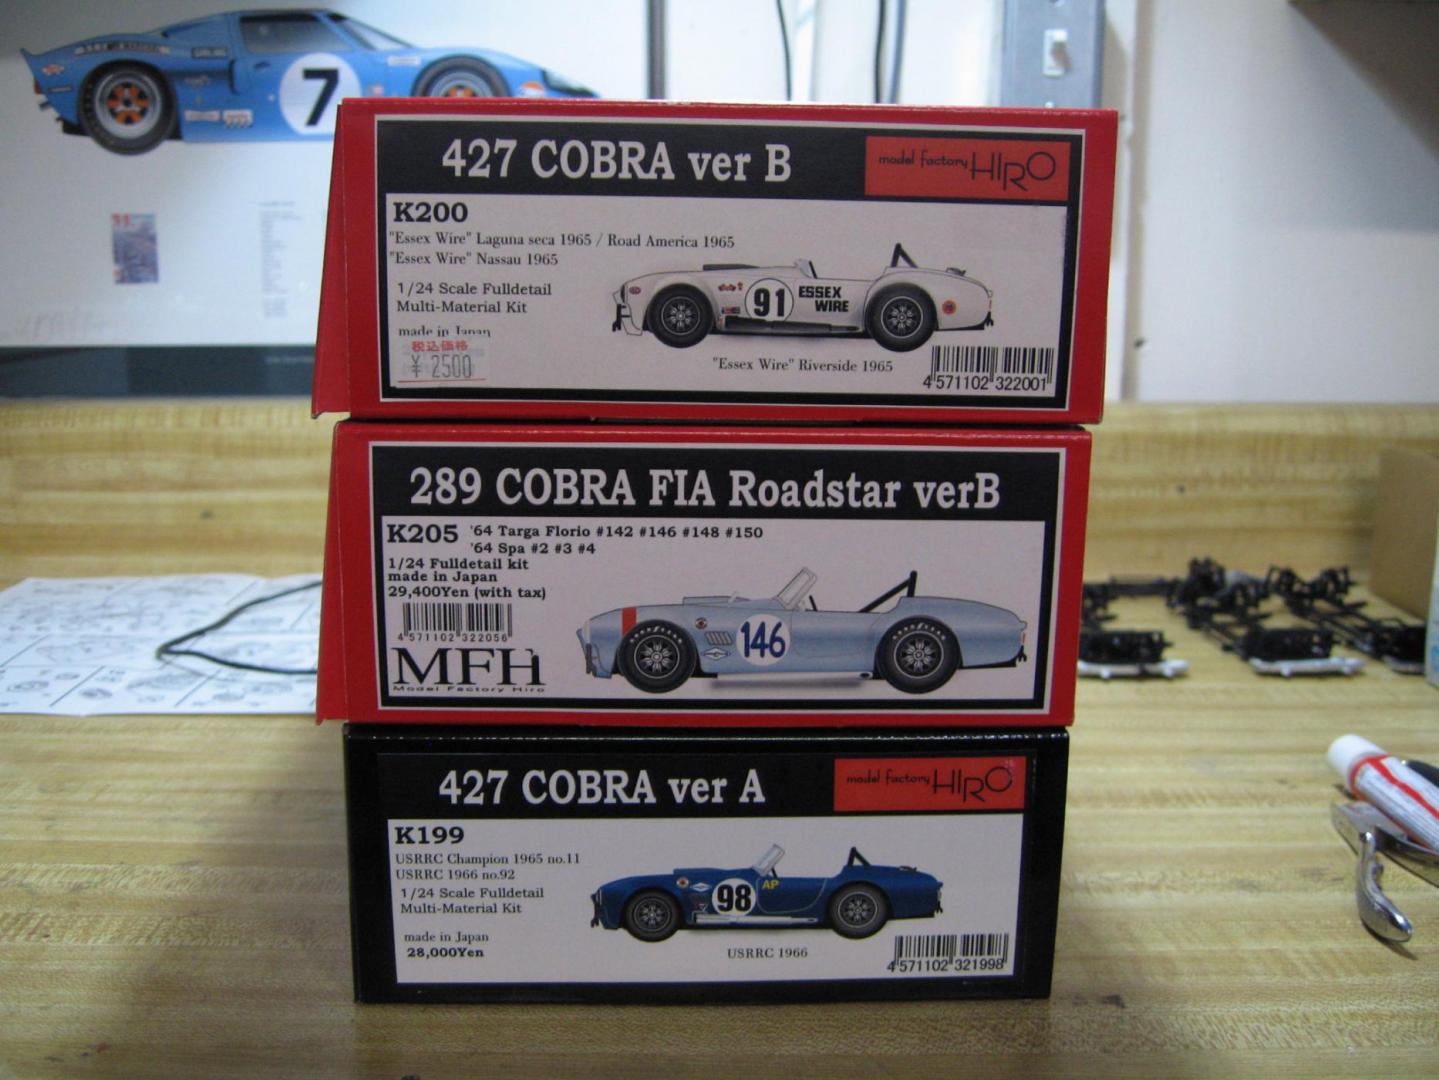 7
427 COBRA ver B
model factory HIRO
K200
"Essex Wire" Laguna seca 1965 / Road America 1965
"Essex Wire" Nassau 1965
1/24 Scale Fulldetail
Multi-Material Kit
made in Japan
税込価格
¥ 2500
91
ESSEX
WIRE
"Essex Wire" Riverside 1965
4 571102 322001
289 COBRA FIA Roadstar verB
K205 '64 Targa Florio #142 #146 #148 #150
'64 Spa #2 #3 #4
1/24 Fulldetail kit
made in Japan
29,400Yen (with tax)
4 571102 322056
MFH
Model Factory Hiro
146
427 COBRA ver A
model factory HIRO
K199
USRRC Champion 1965 no.11
USRRC 1966 no.92
1/24 Scale Fulldetail
Multi-Material Kit
made in Japan
28,000Yen
98
AP
USRRC 1966
4 571102 321998